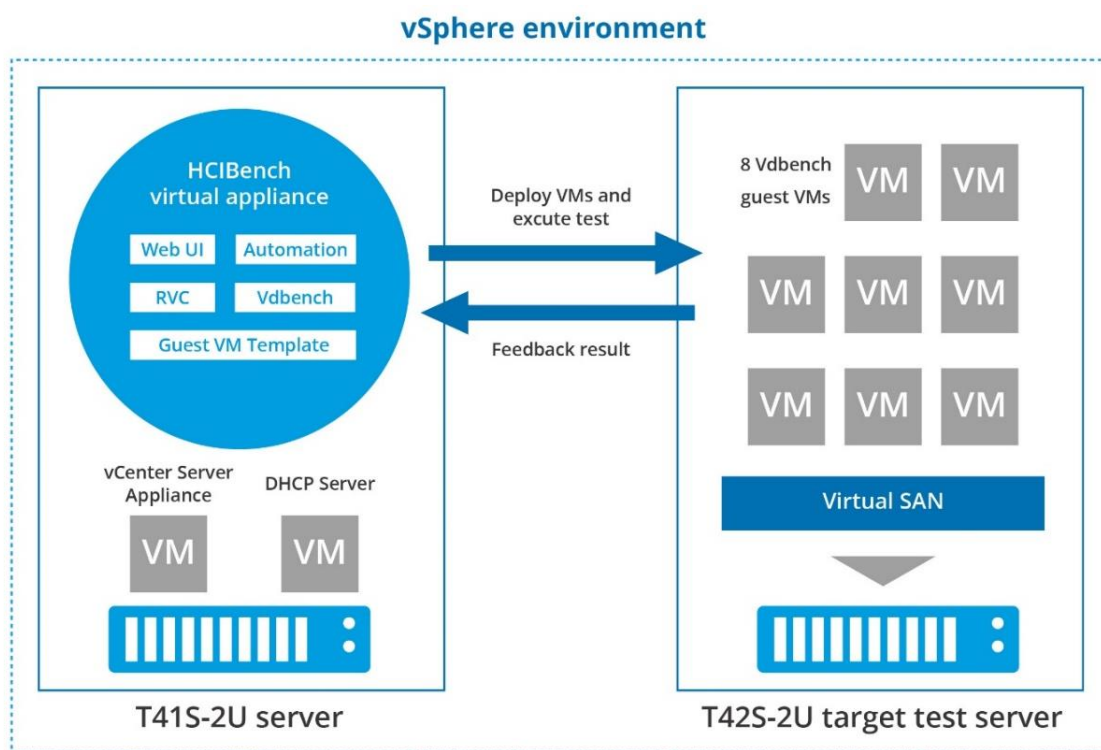 vSphere environment
HCIBench
virtual appliance
Web UI
Automation
RVC
Vdbench
Guest VM Template
vCenter Server
Appliance
DHCP Server
VM
VM
T41S-2U server
Deploy VMs and
excute test
Feedback result
8 Vdbench
guest VMs
VM
VM
VM
VM
VM
VM
VM
VM
Virtual SAN
T42S-2U target test server